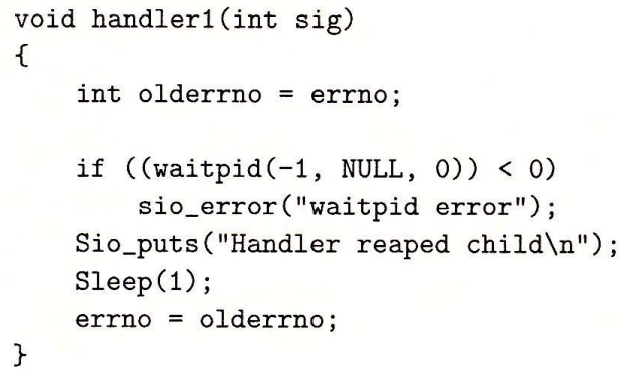 void handler1(int sig)
{
    int olderrno = errno;

    if ((waitpid(-1, NULL, 0)) < 0)
        sio_error("waitpid error");
    Sio_puts("Handler reaped child\n");
    Sleep(1);
    errno = olderrno;
}